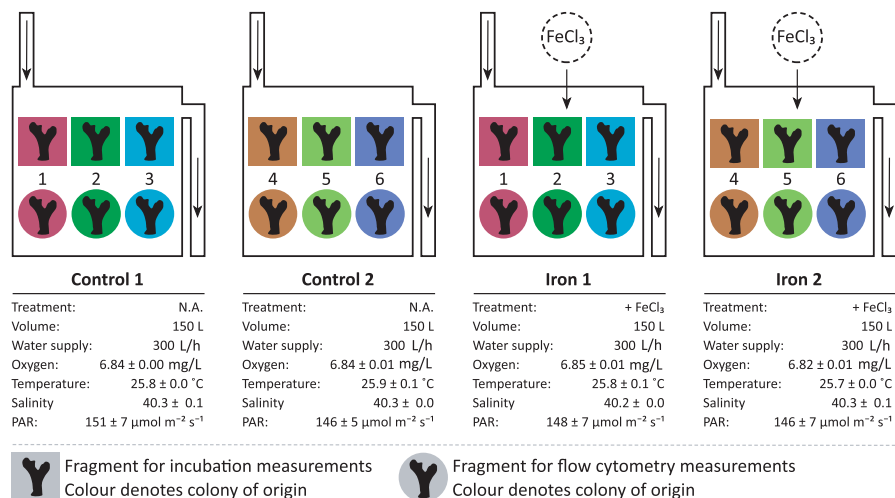 FeCl₃ FeCl₃
1 2 3 4 5 6 1 2 3 4 5 6
Control 1 Control 2 Iron 1 Iron 2
Treatment: N.A. Treatment: N.A. Treatment: + FeCl₃ Treatment: + FeCl₃
Volume: 150 L Volume: 150 L Volume: 150 L Volume: 150 L
Water supply: 300 L/h Water supply: 300 L/h Water supply: 300 L/h Water supply: 300 L/h
Oxygen: 6.84 ± 0.00 mg/L Oxygen: 6.84 ± 0.01 mg/L Oxygen: 6.85 ± 0.01 mg/L Oxygen: 6.82 ± 0.01 mg/L
Temperature: 25.8 ± 0.0 ˚C Temperature: 25.9 ± 0.1 ˚C Temperature: 25.8 ± 0.1 ˚C Temperature: 25.7 ± 0.0 ˚C
Salinity 40.3 ± 0.1 Salinity 40.3 ± 0.0 Salinity 40.2 ± 0.0 Salinity 40.3 ± 0.1
PAR: 151 ± 7 µmol m⁻² s⁻¹ PAR: 146 ± 5 µmol m⁻² s⁻¹ PAR: 148 ± 7 µmol m⁻² s⁻¹ PAR: 146 ± 7 µmol m⁻² s⁻¹
Fragment for incubation measurements Fragment for flow cytometry measurements
Colour denotes colony of origin Colour denotes colony of origin